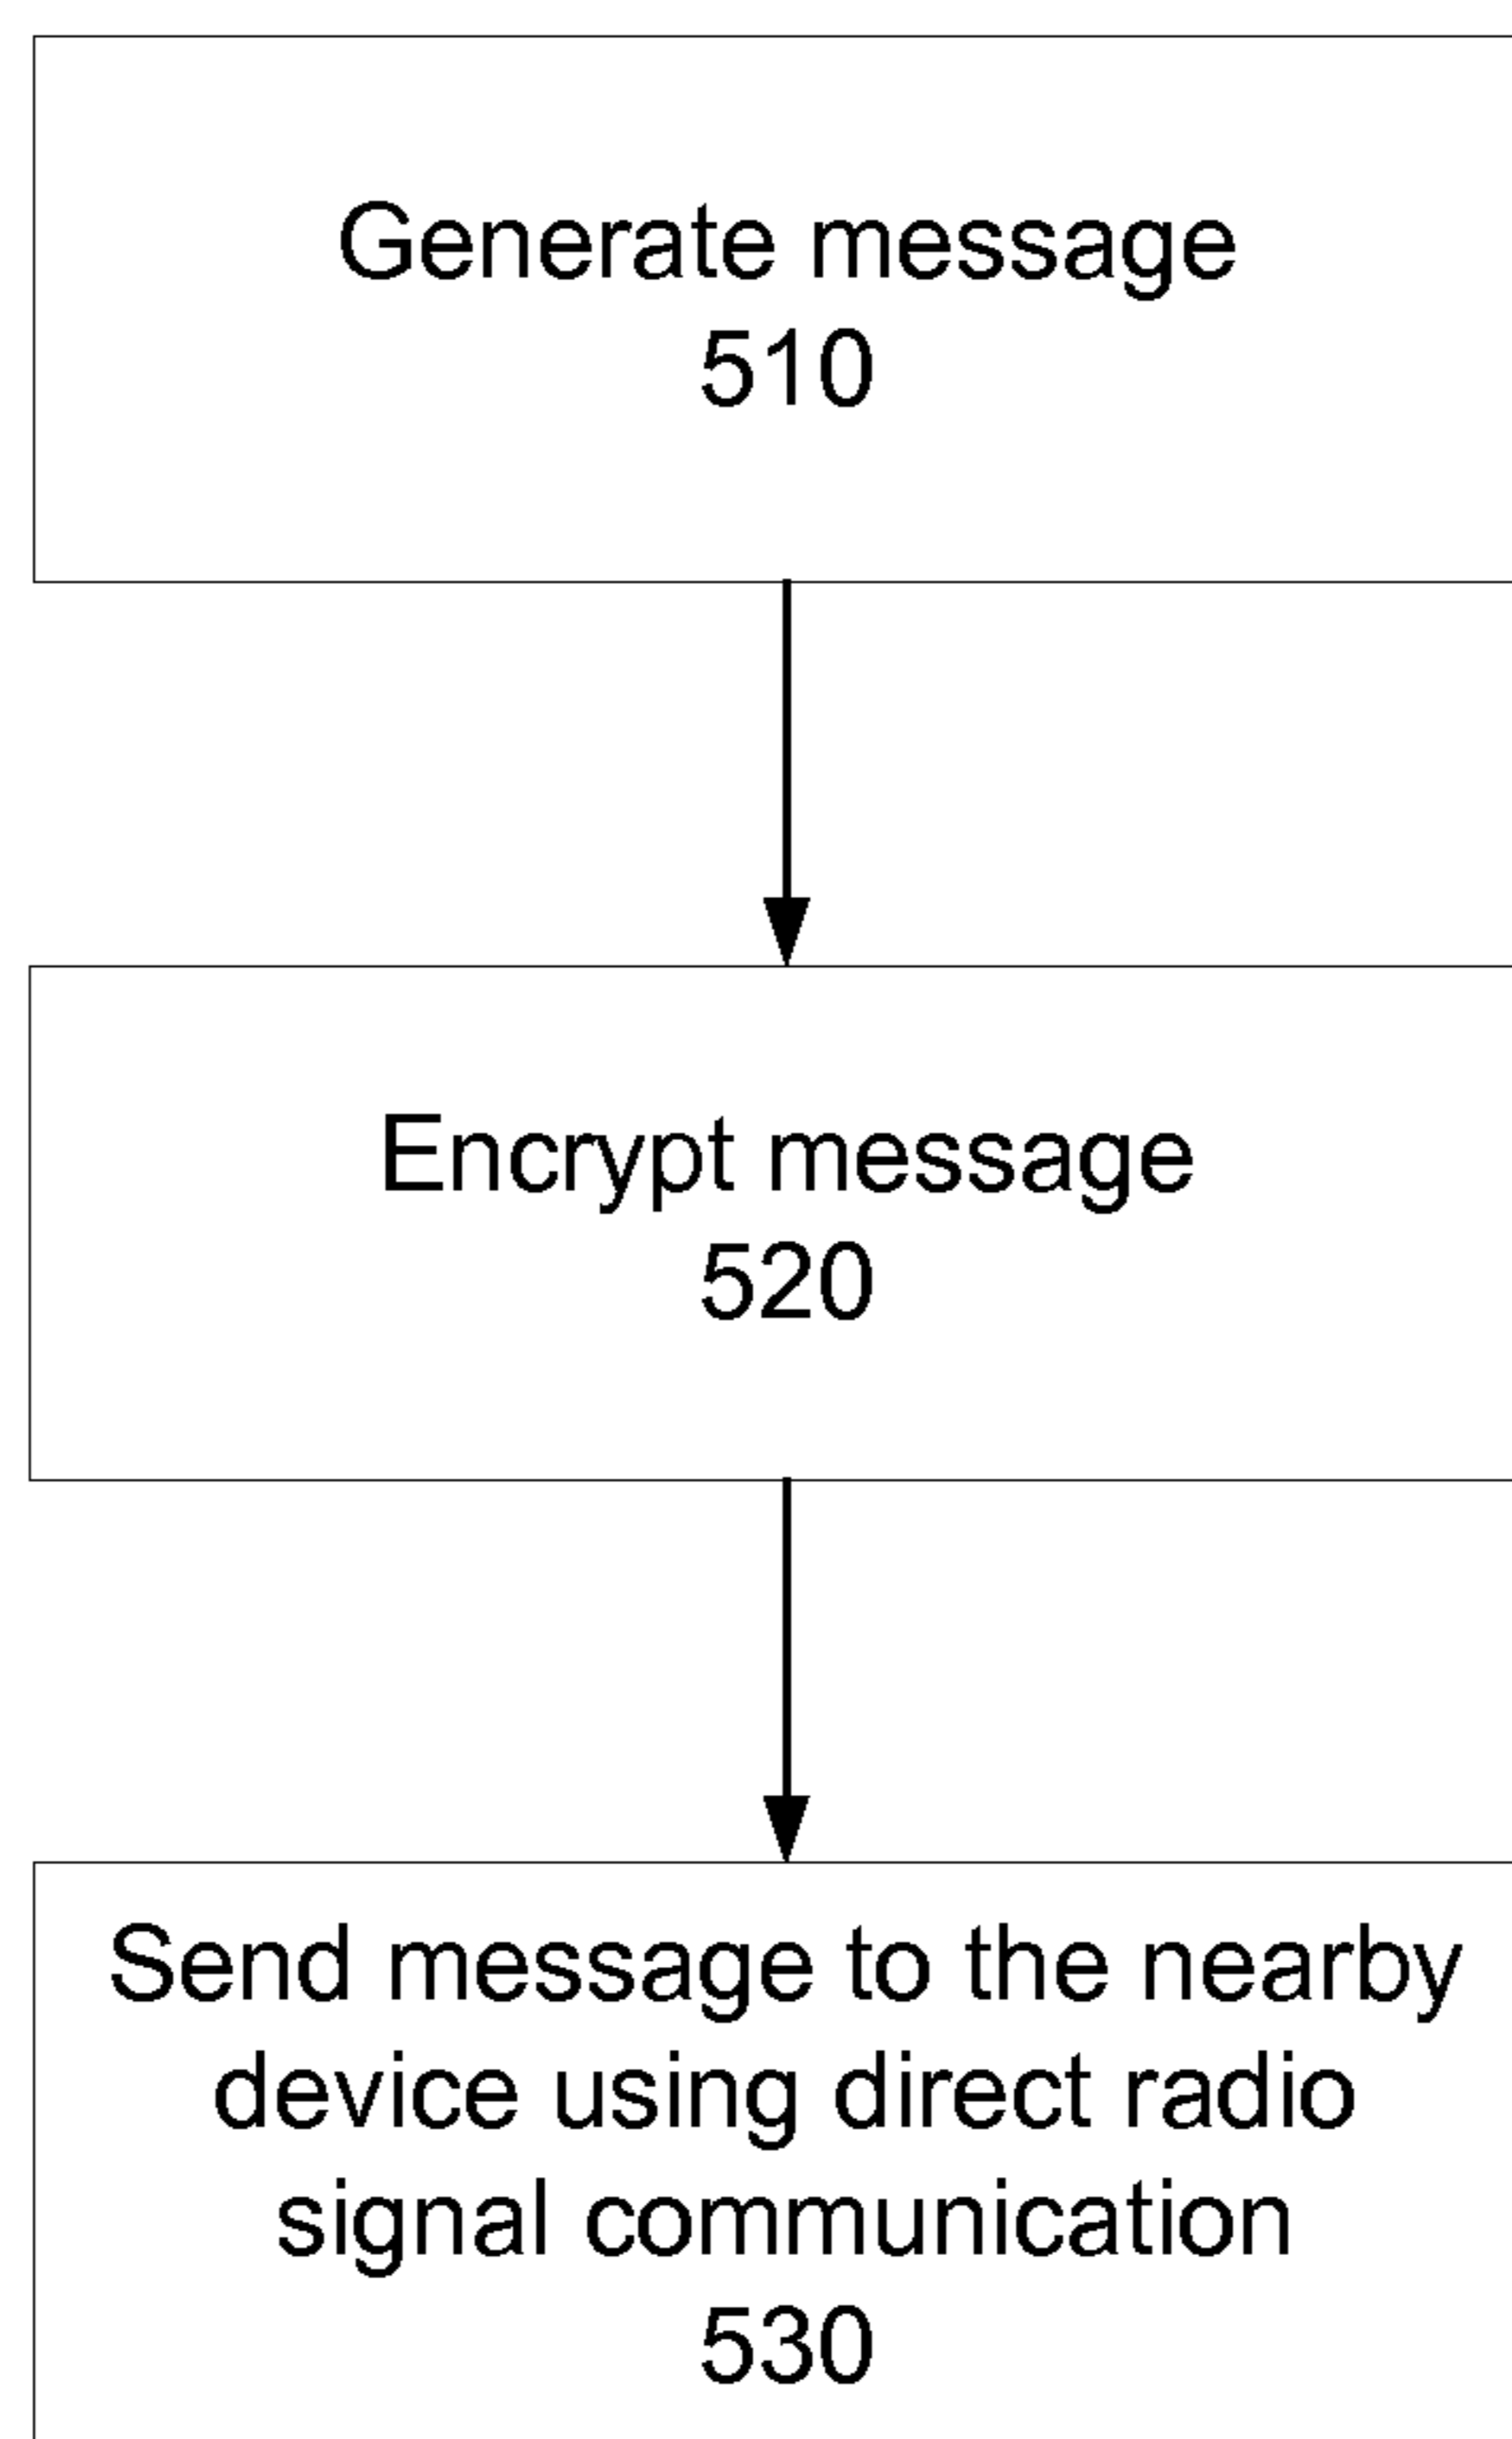 Generate message
510
Encrypt message
520
Send message to the nearby
device using direct radio
signal communication
530